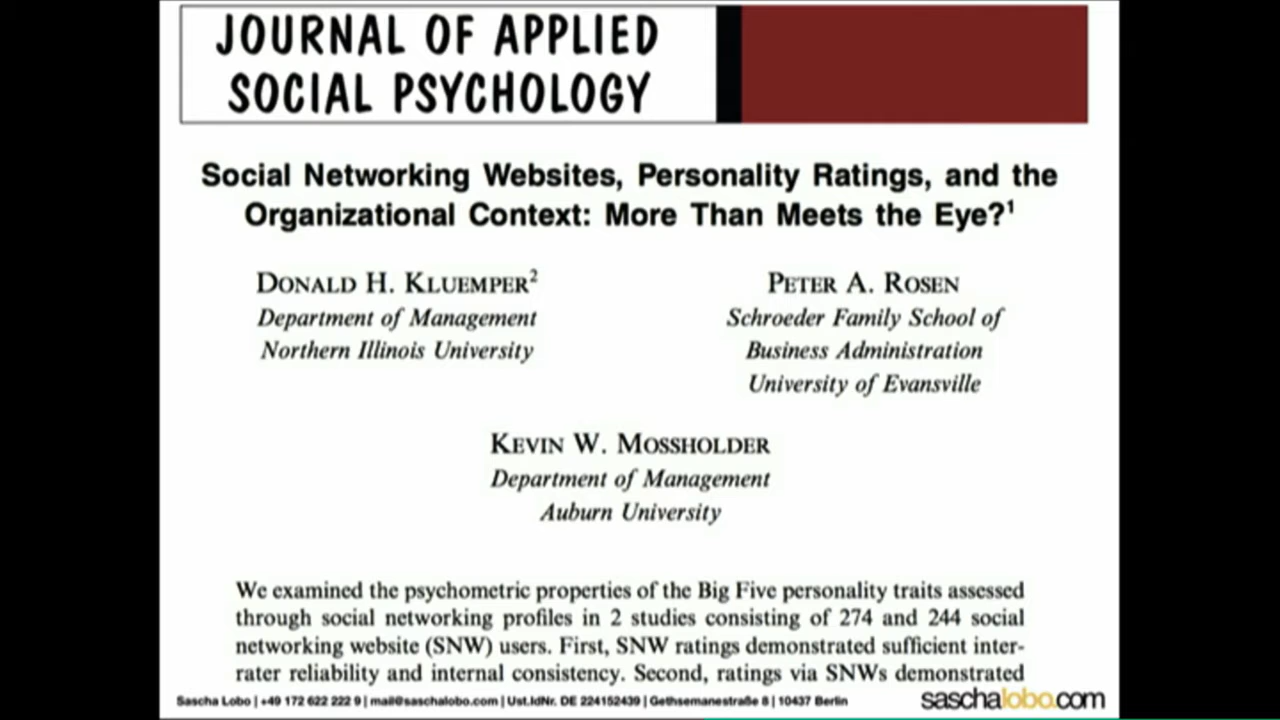 JOURNAL OF APPLIED
SOCIAL PSYCHOLOGY
Social Networking Websites, Personality Ratings, and the
Organizational Context: More Than Meets the Eye?¹
DONALD H. KLUEMPER²
Department of Management
Northern Illinois University
PETER A. ROSEN
Schroeder Family School of
Business Administration
University of Evansville
KEVIN W. MOSSHOLDER
Department of Management
Auburn University
We examined the psychometric properties of the Big Five personality traits assessed
through social networking profiles in 2 studies consisting of 274 and 244 social
networking website (SNW) users. First, SNW ratings demonstrated sufficient inter-
rater reliability and internal consistency. Second, ratings via SNWs demonstrated
Sascha Lobo | +49 172 622 222 9 | mail@saschalobo.com | Ust.IdNr. DE 224152439 | Gethsemanestraße 8 | 10437 Berlin
saschalobo.com